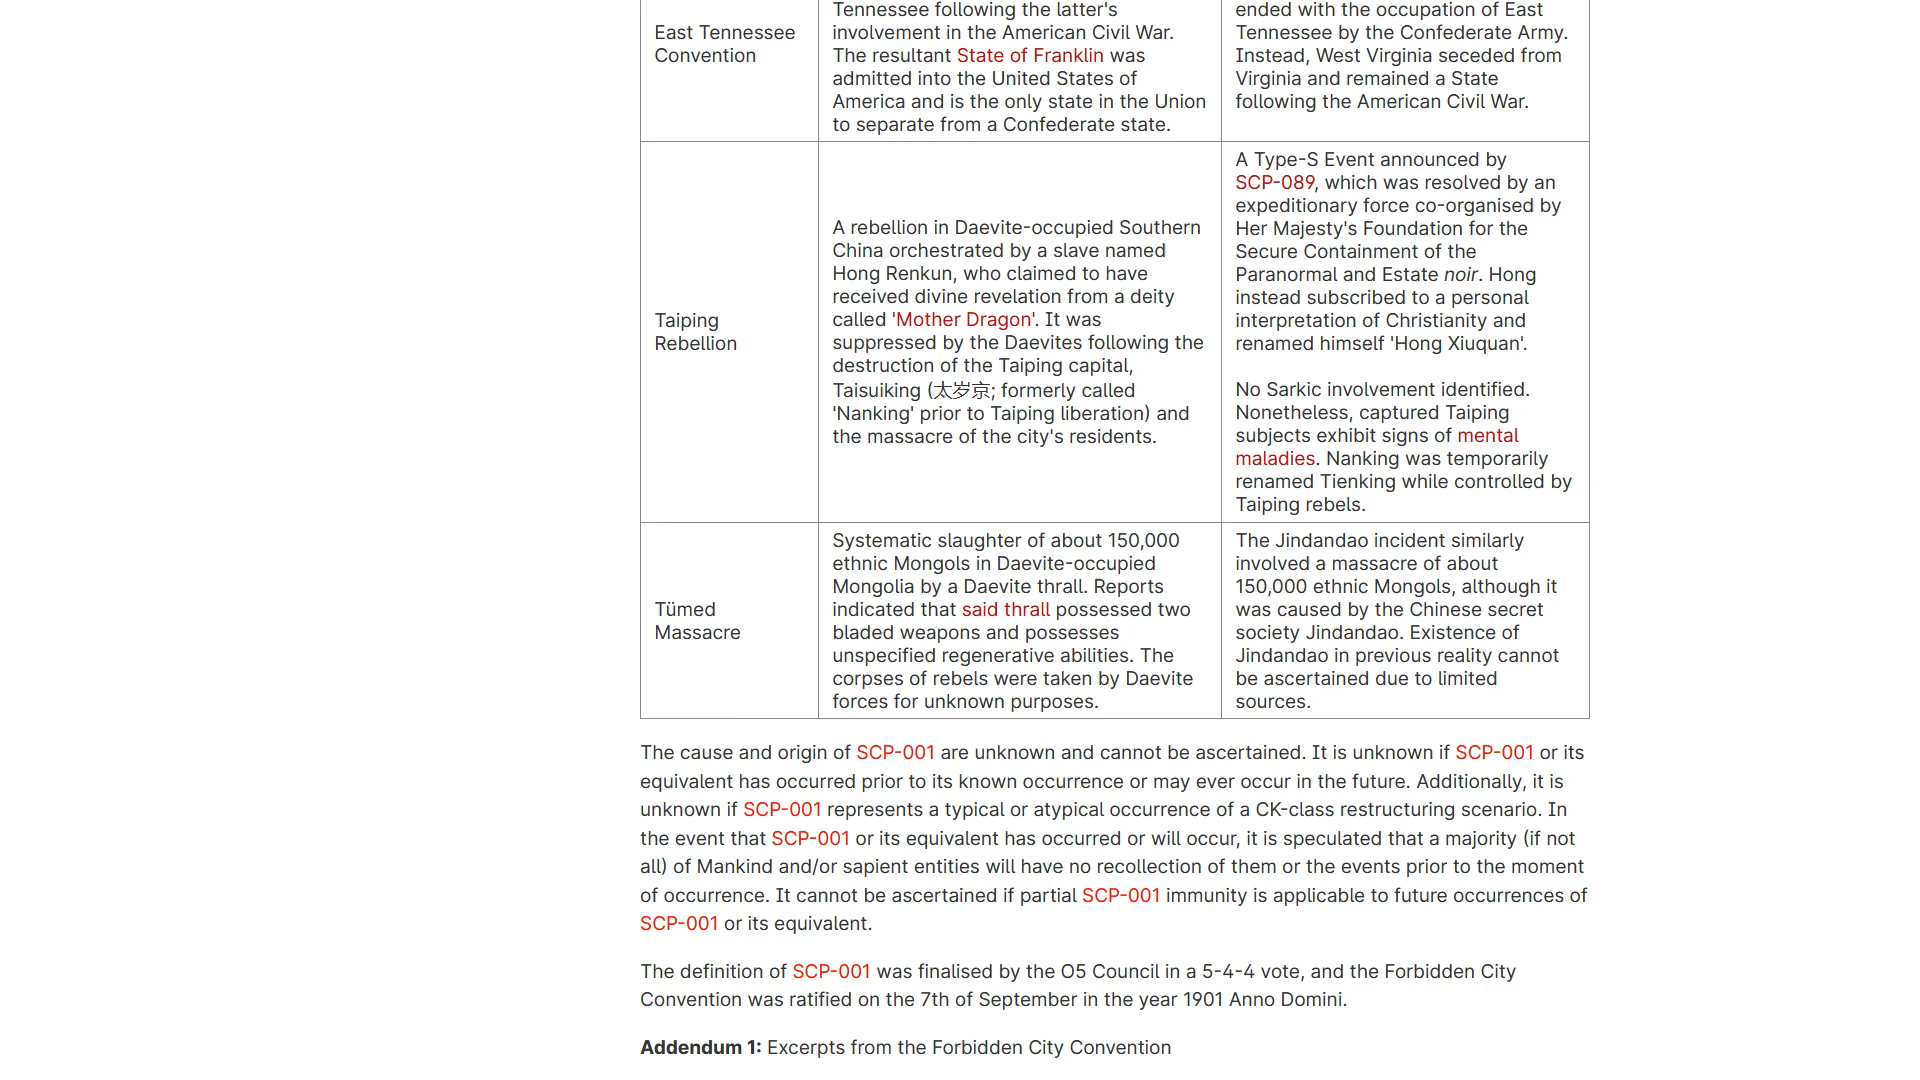 East Tennessee
Convention
Tennessee following the latter's
involvement in the American Civil War.
The resultant State of Franklin was
admitted into the United States of
America and is the only state in the Union
to separate from a Confederate state.
ended with the occupation of East
Tennessee by the Confederate Army.
Instead, West Virginia seceded from
Virginia and remained a State
following the American Civil War.
Taiping
Rebellion
A rebellion in Daevite-occupied Southern
China orchestrated by a slave named
Hong Renkun, who claimed to have
received divine revelation from a deity
called 'Mother Dragon'. It was
suppressed by the Daevites following the
destruction of the Taiping capital,
Taisuiking (太岁京; formerly called
'Nanking' prior to Taiping liberation) and
the massacre of the city's residents.
A Type-S Event announced by
SCP-089, which was resolved by an
expeditionary force co-organised by
Her Majesty's Foundation for the
Secure Containment of the
Paranormal and Estate noir. Hong
instead subscribed to a personal
interpretation of Christianity and
renamed himself 'Hong Xiuquan'.
No Sarkic involvement identified.
Nonetheless, captured Taiping
subjects exhibit signs of mental
maladies. Nanking was temporarily
renamed Tienking while controlled by
Taiping rebels.
Tümed
Massacre
Systematic slaughter of about 150,000
ethnic Mongols in Daevite-occupied
Mongolia by a Daevite thrall. Reports
indicated that said thrall possessed two
bladed weapons and possesses
unspecified regenerative abilities. The
corpses of rebels were taken by Daevite
forces for unknown purposes.
The Jindandao incident similarly
involved a massacre of about
150,000 ethnic Mongols, although it
was caused by the Chinese secret
society Jindandao. Existence of
Jindandao in previous reality cannot
be ascertained due to limited
sources.
The cause and origin of SCP-001 are unknown and cannot be ascertained. It is unknown if SCP-001 or its
equivalent has occurred prior to its known occurrence or may ever occur in the future. Additionally, it is
unknown if SCP-001 represents a typical or atypical occurrence of a CK-class restructuring scenario. In
the event that SCP-001 or its equivalent has occurred or will occur, it is speculated that a majority (if not
all) of Mankind and/or sapient entities will have no recollection of them or the events prior to the moment
of occurrence. It cannot be ascertained if partial SCP-001 immunity is applicable to future occurrences of
SCP-001 or its equivalent.
The definition of SCP-001 was finalised by the O5 Council in a 5-4-4 vote, and the Forbidden City
Convention was ratified on the 7th of September in the year 1901 Anno Domini.
Addendum 1: Excerpts from the Forbidden City Convention